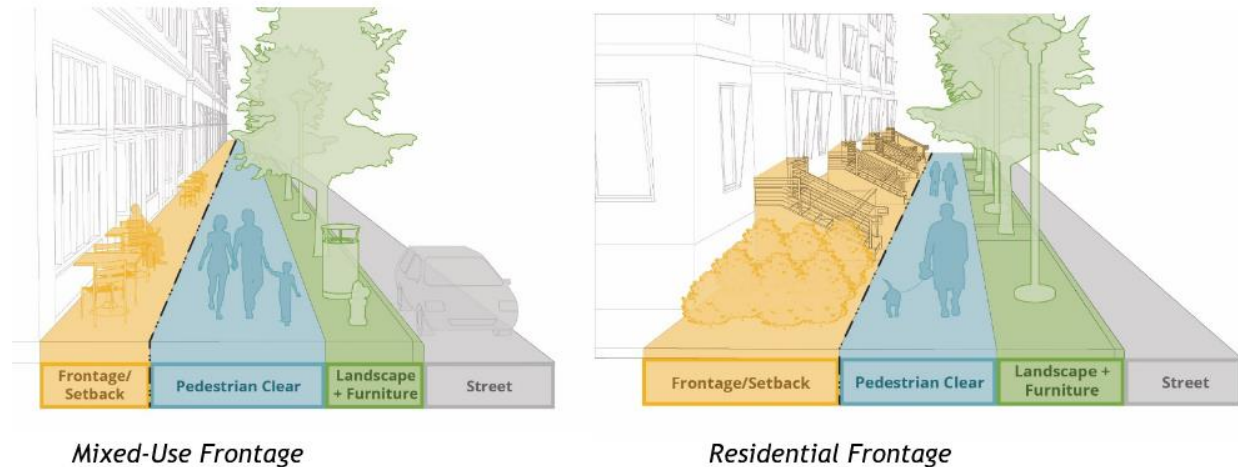 Frontage/
Setback
Pedestrian Clear
Landscape
+ Furniture
Street
Mixed-Use Frontage
Frontage/Setback
Pedestrian Clear
Landscape +
Furniture
Street
Residential Frontage